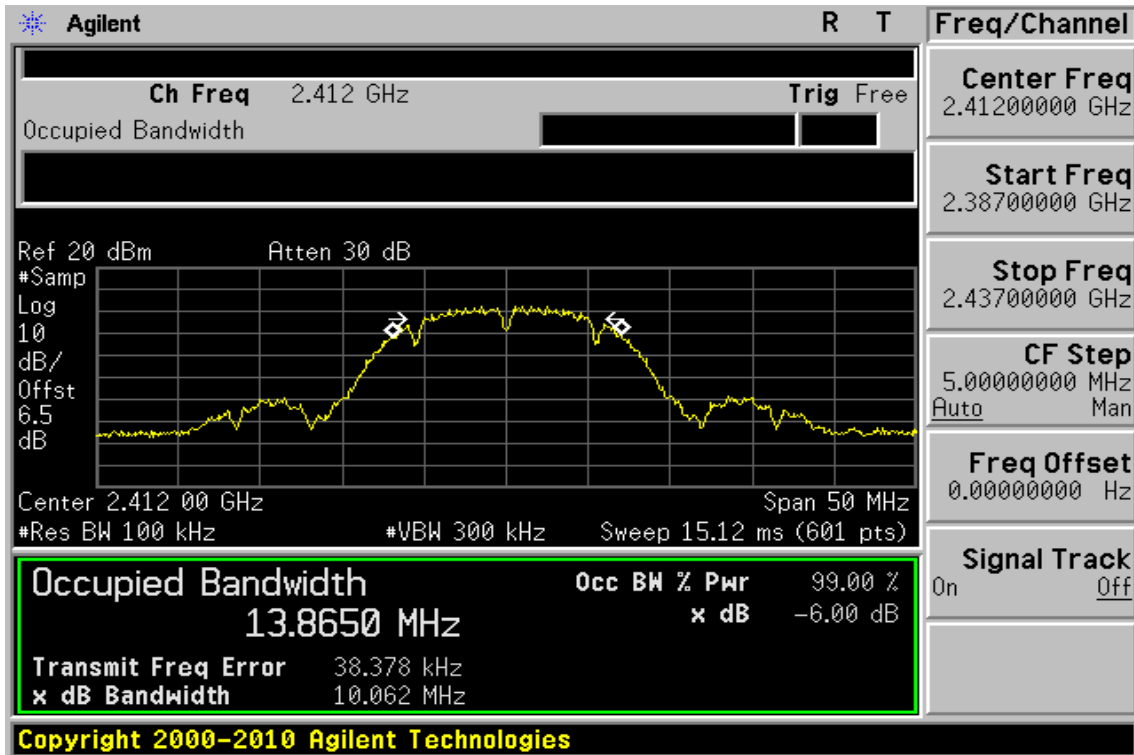 Agilent R T
Ch Freq 2.412 GHz Trig Free
Occupied Bandwidth
Ref 20 dBm Atten 30 dB
#Samp
Log
10
dB/
Offst
6.5
dB
Center 2.412 00 GHz Span 50 MHz
#Res BW 100 kHz #VBW 300 kHz Sweep 15.12 ms (601 pts)
Occupied Bandwidth
13.8650 MHz
Occ BW % Pwr 99.00 %
x dB -6.00 dB
Transmit Freq Error 38.378 kHz
x dB Bandwidth 10.062 MHz
Copyright 2000-2010 Agilent Technologies
Freq/Channel
Center Freq
2.41200000 GHz
Start Freq
2.38700000 GHz
Stop Freq
2.43700000 GHz
CF Step
5.00000000 MHz
Auto Man
Freq Offset
0.00000000 Hz
Signal Track
On Off